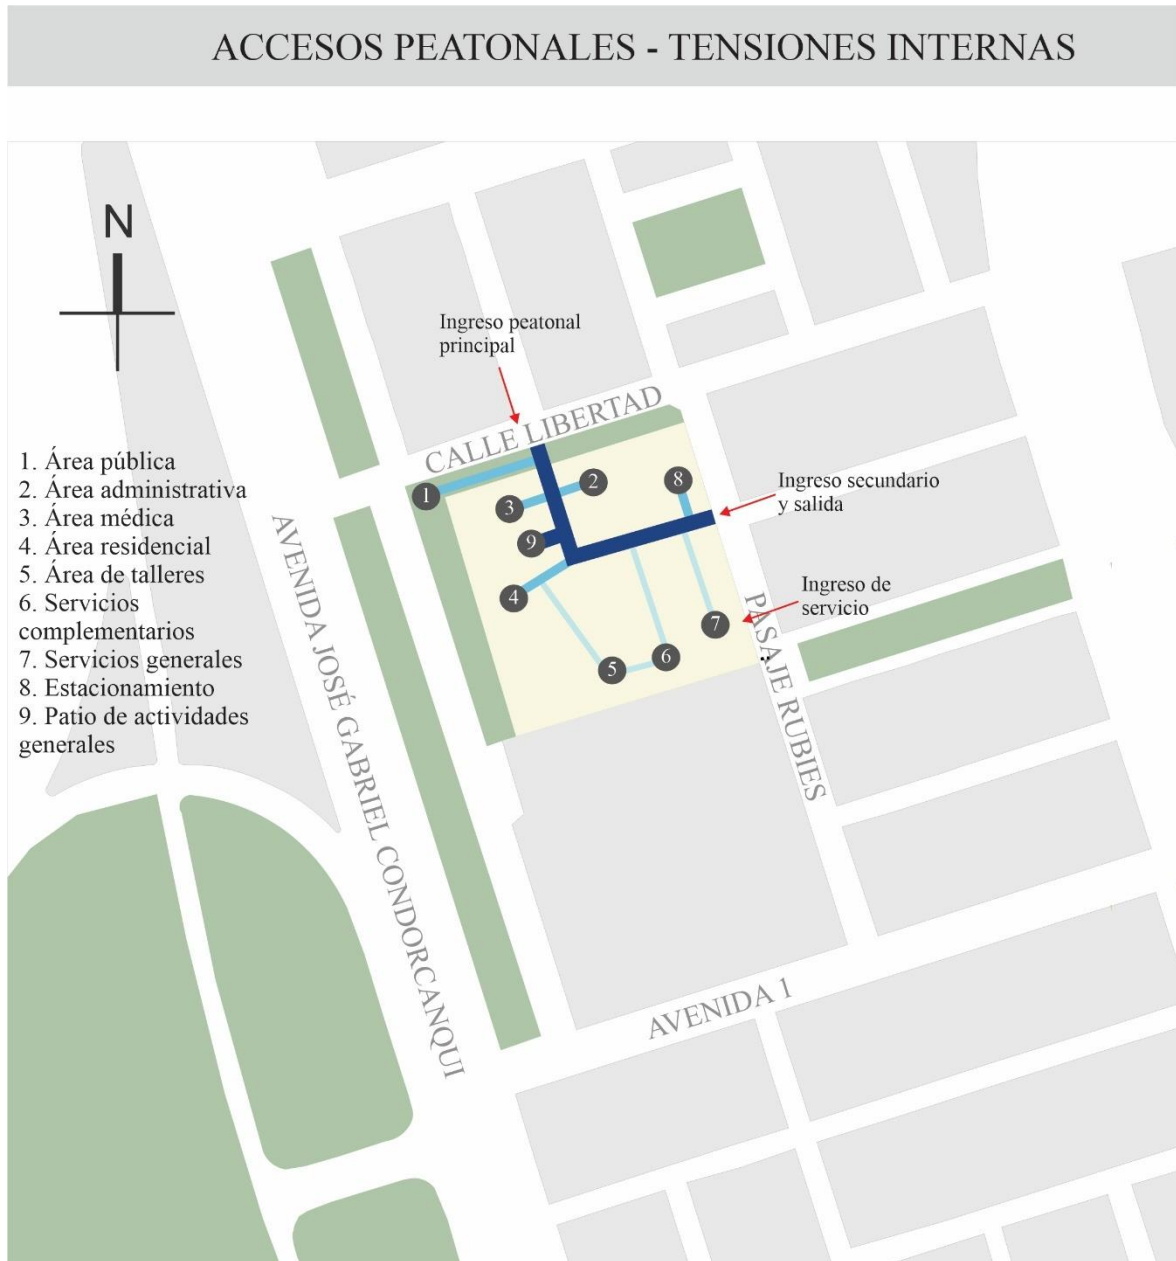 ACCESOS PEATONALES - TENSIONES INTERNAS
N
Ingreso peatonal
principal
CALLE LIBERTAD
1. Área pública
2. Área administrativa
3. Área médica
4. Área residencial
5. Área de talleres
6. Servicios
complementarios
7. Servicios generales
8. Estacionamiento
9. Patio de actividades
generales
1
2
3
8
9
4
7
6
5
Ingreso secundario
y salida
Ingreso de
servicio
AVENIDA JOSÉ GABRIEL CONDORCANQUI
PASAJE RUBIES
AVENIDA 1